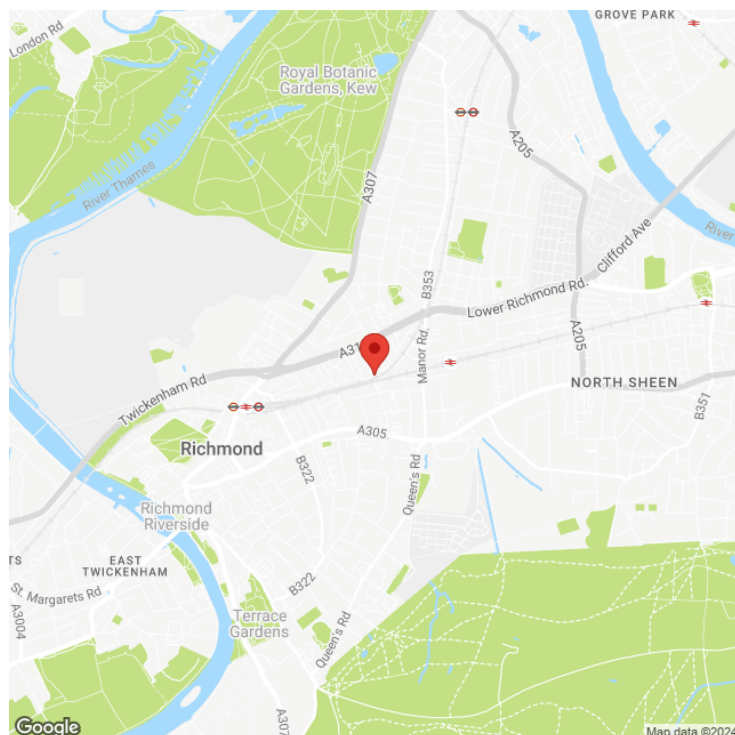 GROVE PARK
London Rd
Royal Botanic
Gardens, Kew
A205
A307
River Thames
River
Clifford Ave
B353
Lower Richmond Rd.
A205
Manor Rd.
NORTH SHEEN
Twickenham Rd
B351
A305
Richmond
B322
Queen's Rd
Richmond
Riverside
EAST
TWICKENHAM
St. Margarets Rd
A3004
B322
Terrace
Gardens
Queen's Rd
A307
Google
Map data ©2024